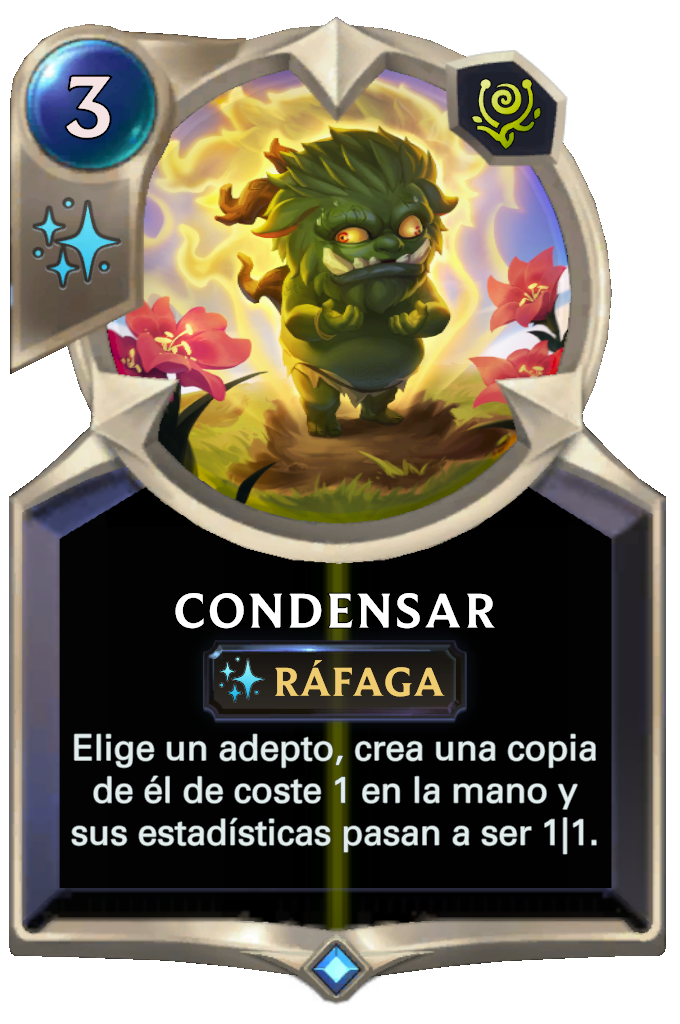 3
CONDENSAR
RÁFAGA
Elige un adepto, crea una copia
de él de coste 1 en la mano y
sus estadísticas pasan a ser 1|1.